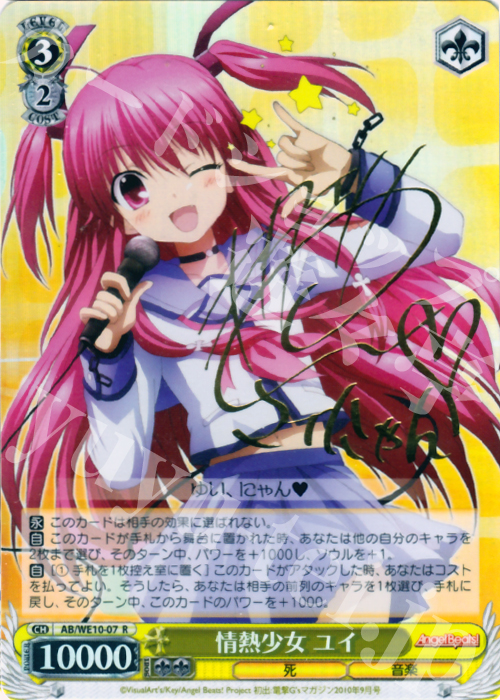 LEVEL
3
2
COST
ゆい、にゃん♥
永 このカードは相手の効果に選ばれない。
自 このカードが手札から舞台に置かれた時、あなたは他の自分のキャラを
2枚まで選び、そのターン中、パワーを+1000し、ソウルを+1。
自 [① 手札を1枚控え室に置く] このカードがアタックした時、あなたはコスト
を払ってよい。そうしたら、あなたは相手の前列のキャラを1枚選び、手札に
戻し、そのターン中、このカードのパワーを+1000。
CH AB/WE10-07 R
情熱少女 ユイ
Angel Beats!
POWER
10000
SOUL
死 音楽
©VisualArt's/Key/Angel Beats! Project 初出 電撃G'sマガジン2010年9月号